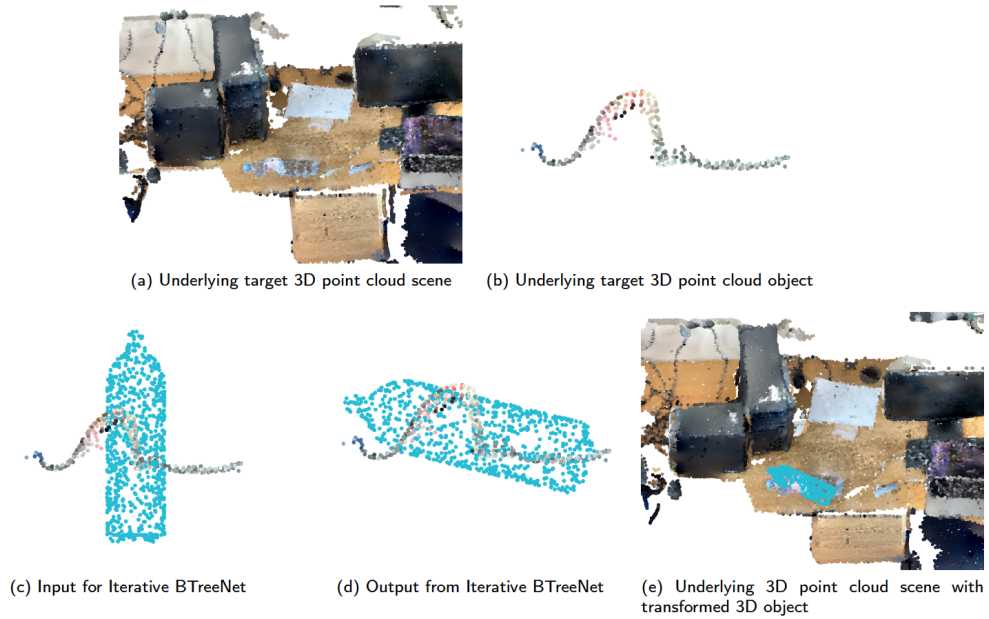 (a) Underlying target 3D point cloud scene
(b) Underlying target 3D point cloud object
(c) Input for Iterative BTreeNet
(d) Output from Iterative BTreeNet
(e) Underlying 3D point cloud scene with
transformed 3D object